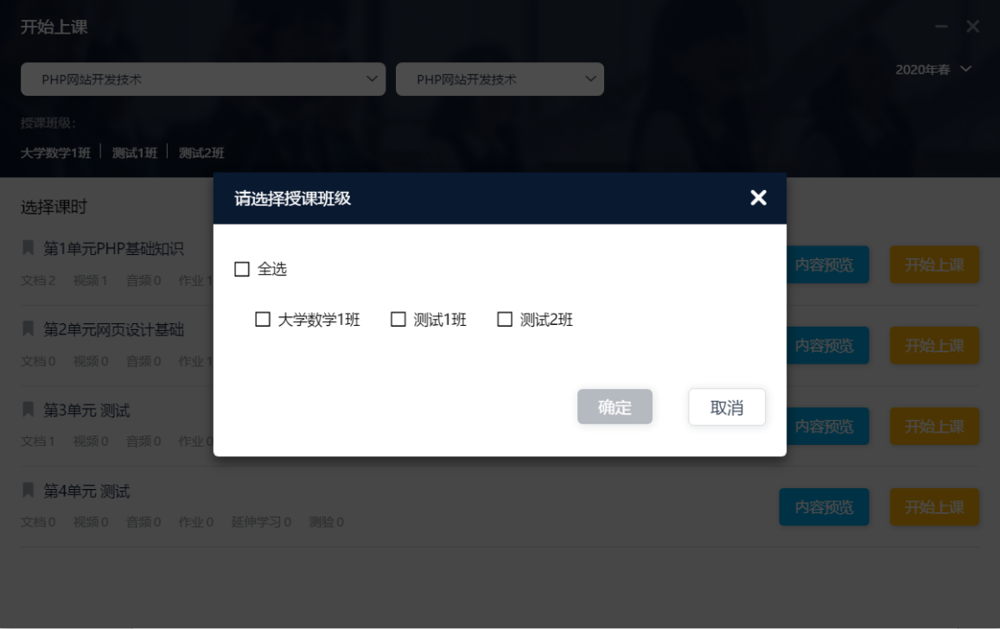 开始上课
2020年春
PHP网站开发技术 PHP网站开发技术
授课班级:
大学数学1班 测试1班 测试2班
请选择授课班级
全选
大学数学1班 测试1班 测试2班
确定 取消
选择课时
第1单元PHP基础知识
文档 2 视频 1 音频 0 作业 1
内容预览 开始上课
第2单元网页设计基础
文档 0 视频 0 音频 0 作业 1
内容预览 开始上课
第3单元 测试
文档 1 视频 0 音频 0 作业 0
内容预览 开始上课
第4单元 测试
文档 0 视频 0 音频 0 作业 0 延伸学习 0 测验 0
内容预览 开始上课